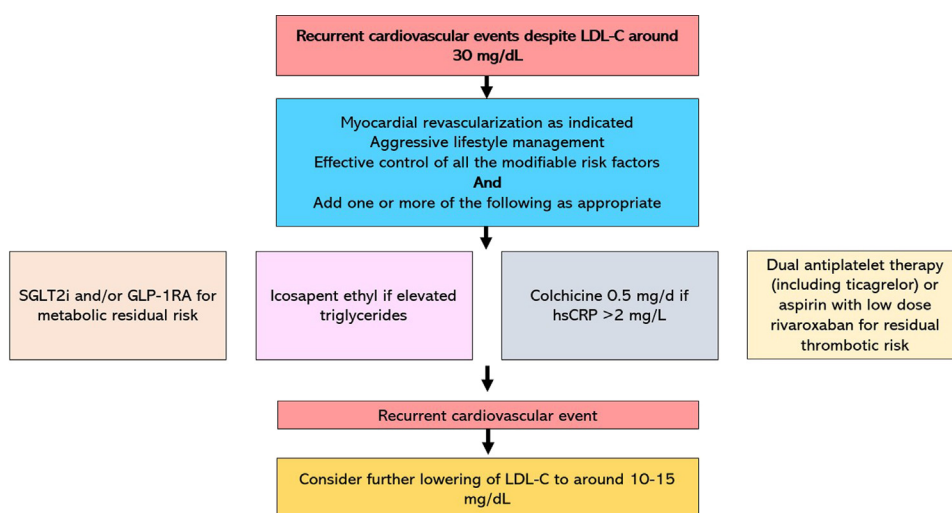 Recurrent cardiovascular events despite LDL-C around
30 mg/dL
Myocardial revascularization as indicated
Aggressive lifestyle management
Effective control of all the modifiable risk factors
And
Add one or more of the following as appropriate
SGLT2i and/or GLP-1RA for
metabolic residual risk
Icosapent ethyl if elevated
triglycerides
Colchicine 0.5 mg/d if
hsCRP >2 mg/L
Dual antiplatelet therapy
(including ticagrelor) or
aspirin with low dose
rivaroxaban for residual
thrombotic risk
Recurrent cardiovascular event
Consider further lowering of LDL-C to around 10-15
mg/dL